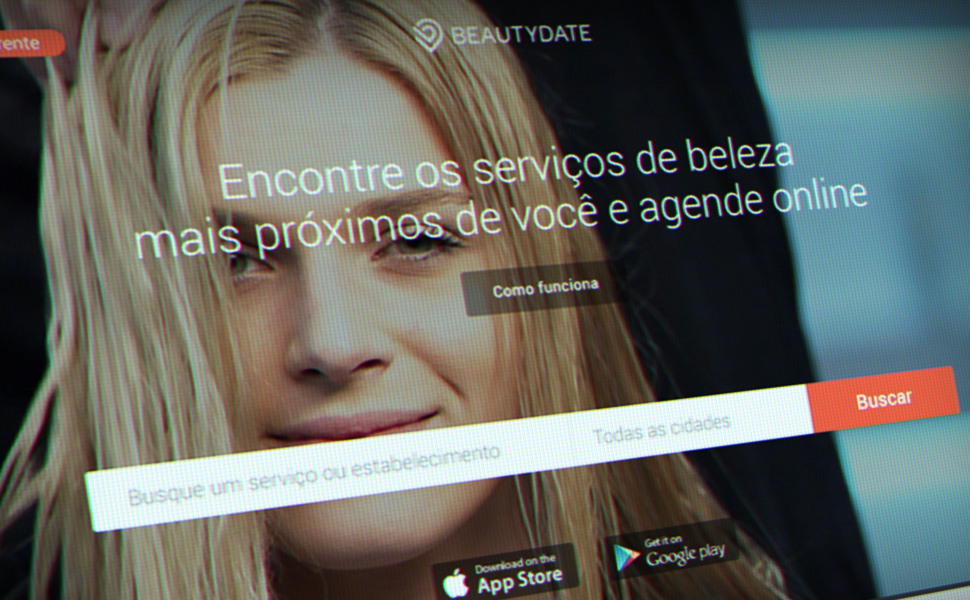 rente
BEAUTYDATE
Encontre os serviços de beleza
mais próximos de você e agende online
Como funciona
Busque um serviço ou estabelecimento
Todas as cidades
Buscar
Download on the
App Store
Get it on
Google play